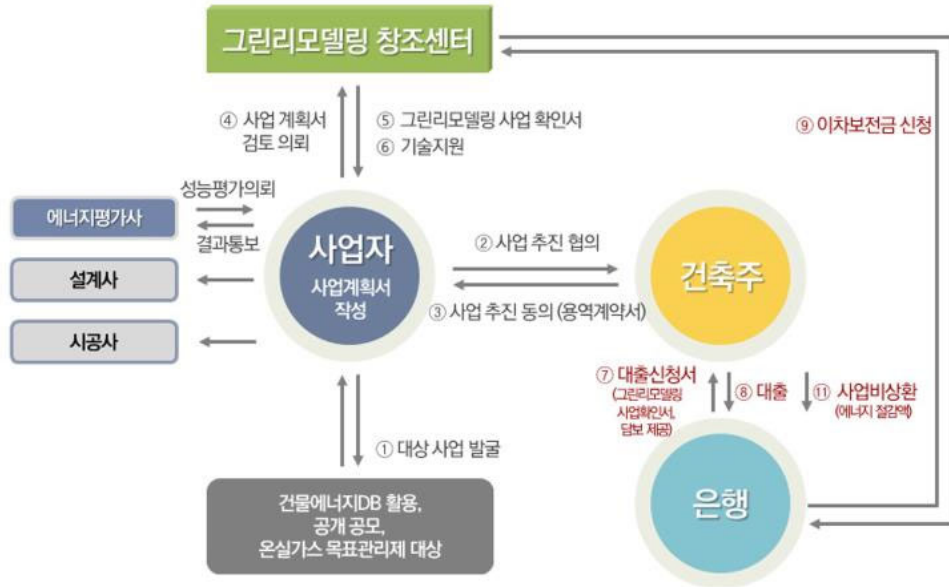 그린리모델링 창조센터
④ 사업 계획서
검토 의뢰
⑤ 그린리모델링 사업 확인서
⑥ 기술지원
⑨ 이차보전금 신청
성능평가의뢰
에너지평가사
결과통보
설계사
시공사
사업자
사업계획서
작성
② 사업 추진 협의
③ 사업 추진 동의 (용역계약서)
건축주
⑦ 대출신청서
(그린리모델링
사업확인서,
담보 제공)
⑧ 대출
⑪ 사업비상환
(에너지 절감액)
① 대상 사업 발굴
건물에너지DB 활용,
공개 공모,
온실가스 목표관리제 대상
은행